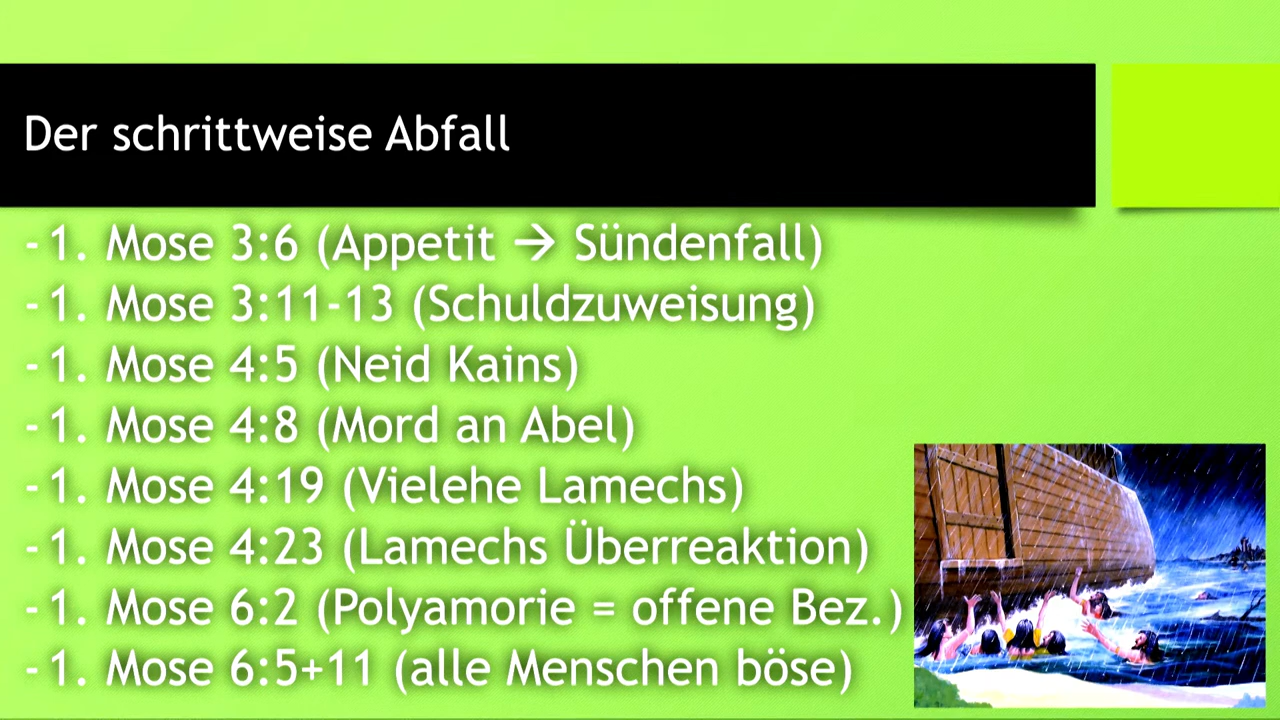 Der schrittweise Abfall
- 1. Mose 3:6 (Appetit → Sündenfall)
- 1. Mose 3:11-13 (Schuldzuweisung)
- 1. Mose 4:5 (Neid Kains)
- 1. Mose 4:8 (Mord an Abel)
- 1. Mose 4:19 (Vielehe Lamechs)
- 1. Mose 4:23 (Lamechs Überreaktion)
- 1. Mose 6:2 (Polyamorie = offene Bez.)
- 1. Mose 6:5+11 (alle Menschen böse)